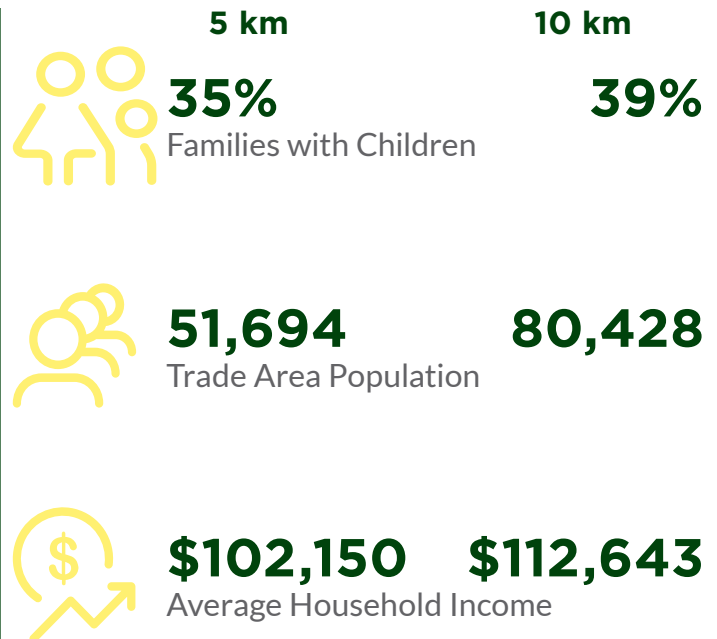 5 km 10 km
35% 39%
Families with Children
51,694 80,428
Trade Area Population
$
$102,150 $112,643
Average Household Income